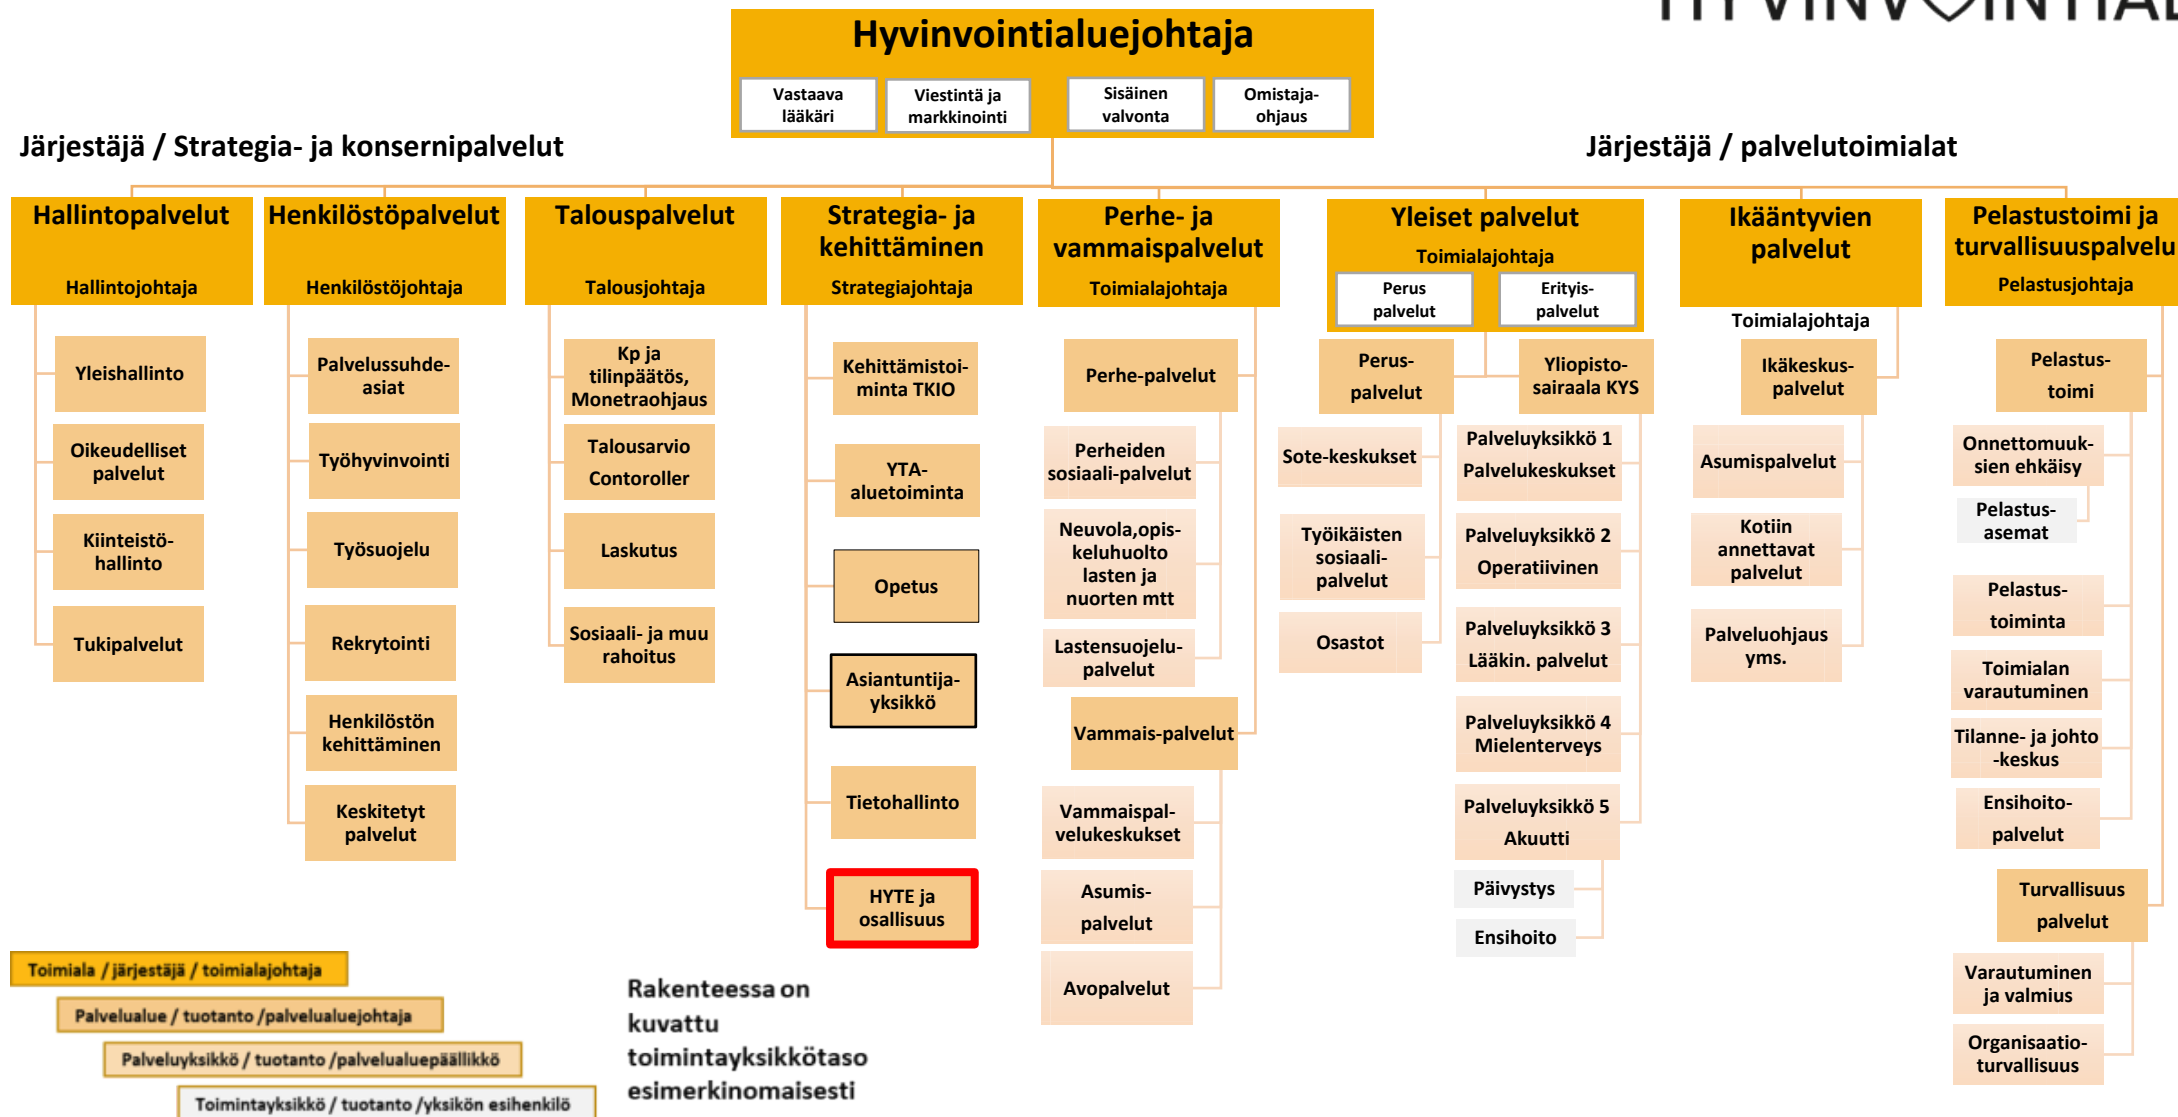 HYVINVOINTIAL
Hyvinvointialuejohtaja
Vastaava
lääkäri
Viestintä ja
markkinointi
Sisäinen
valvonta
Omistaja-
ohjaus
Järjestäjä / Strategia- ja konsernipalvelut
Järjestäjä / palvelutoimialat
Hallintopalvelut
Hallintojohtaja
Yleishallinto
Oikeudelliset
palvelut
Kiinteistö-
hallinto
Tukipalvelut
Henkilöstöpalvelut
Henkilöstöjohtaja
Palvelussuhde-
asiat
Työhyvinvointi
Työsuojelu
Rekrytointi
Henkilöstön
kehittäminen
Keskitetyt
palvelut
Talouspalvelut
Talousjohtaja
Kp ja
tilinpäätös,
Monetraohjaus
Talousarvio
Contoroller
Laskutus
Sosiaali- ja muu
rahoitus
Strategia- ja
kehittäminen
Strategiajohtaja
Kehittämistoi-
minta TKIO
YTA-
aluetoiminta
Opetus
Asiantuntija-
yksikkö
Tietohallinto
HYTE ja
osallisuus
Perhe- ja
vammaispalvelut
Toimialajohtaja
Perhe-palvelut
Perheiden
sosiaali-palvelut
Neuvola,opis-
keluhuolto
lasten ja
nuorten mtt
Lastensuojelu-
palvelut
Vammais-palvelut
Vammaispal-
velukeskukset
Asumis-
palvelut
Avopalvelut
Yleiset palvelut
Toimialajohtaja
Perus
palvelut
Erityis-
palvelut
Perus-
palvelut
Sote-keskukset
Työikäisten
sosiaali-
palvelut
Osastot
Yliopisto-
sairaala KYS
Palveluyksikkö 1
Palvelukeskukset
Palveluyksikkö 2
Operatiivinen
Palveluyksikkö 3
Lääkin. palvelut
Palveluyksikkö 4
Mielenterveys
Palveluyksikkö 5
Akuutti
Päivystys
Ensihoito
Ikääntyvien
palvelut
Toimialajohtaja
Ikäkeskus-
palvelut
Asumispalvelut
Kotiin
annettavat
palvelut
Palveluohjaus
yms.
Pelastustoimi ja
turvallisuuspalvelu
Pelastusjohtaja
Pelastus-
toimi
Onnettomuuk-
sien ehkäisy
Pelastus-
asemat
Pelastus-
toiminta
Toimialan
varautuminen
Tilanne- ja johto
-keskus
Ensihoito-
palvelut
Turvallisuus
palvelut
Varautuminen
ja valmius
Organisaatio-
turvallisuus
Toimiala / järjestäjä / toimialajohtaja
Palvelualue / tuotanto /palvelualuejohtaja
Palveluyksikkö / tuotanto /palvelualuepäällikkö
Toimintayksikkö / tuotanto /yksikön esihenkilö
Rakenteessa on
kuvattu
toimintayksikkötaso
esimerkinomaisesti